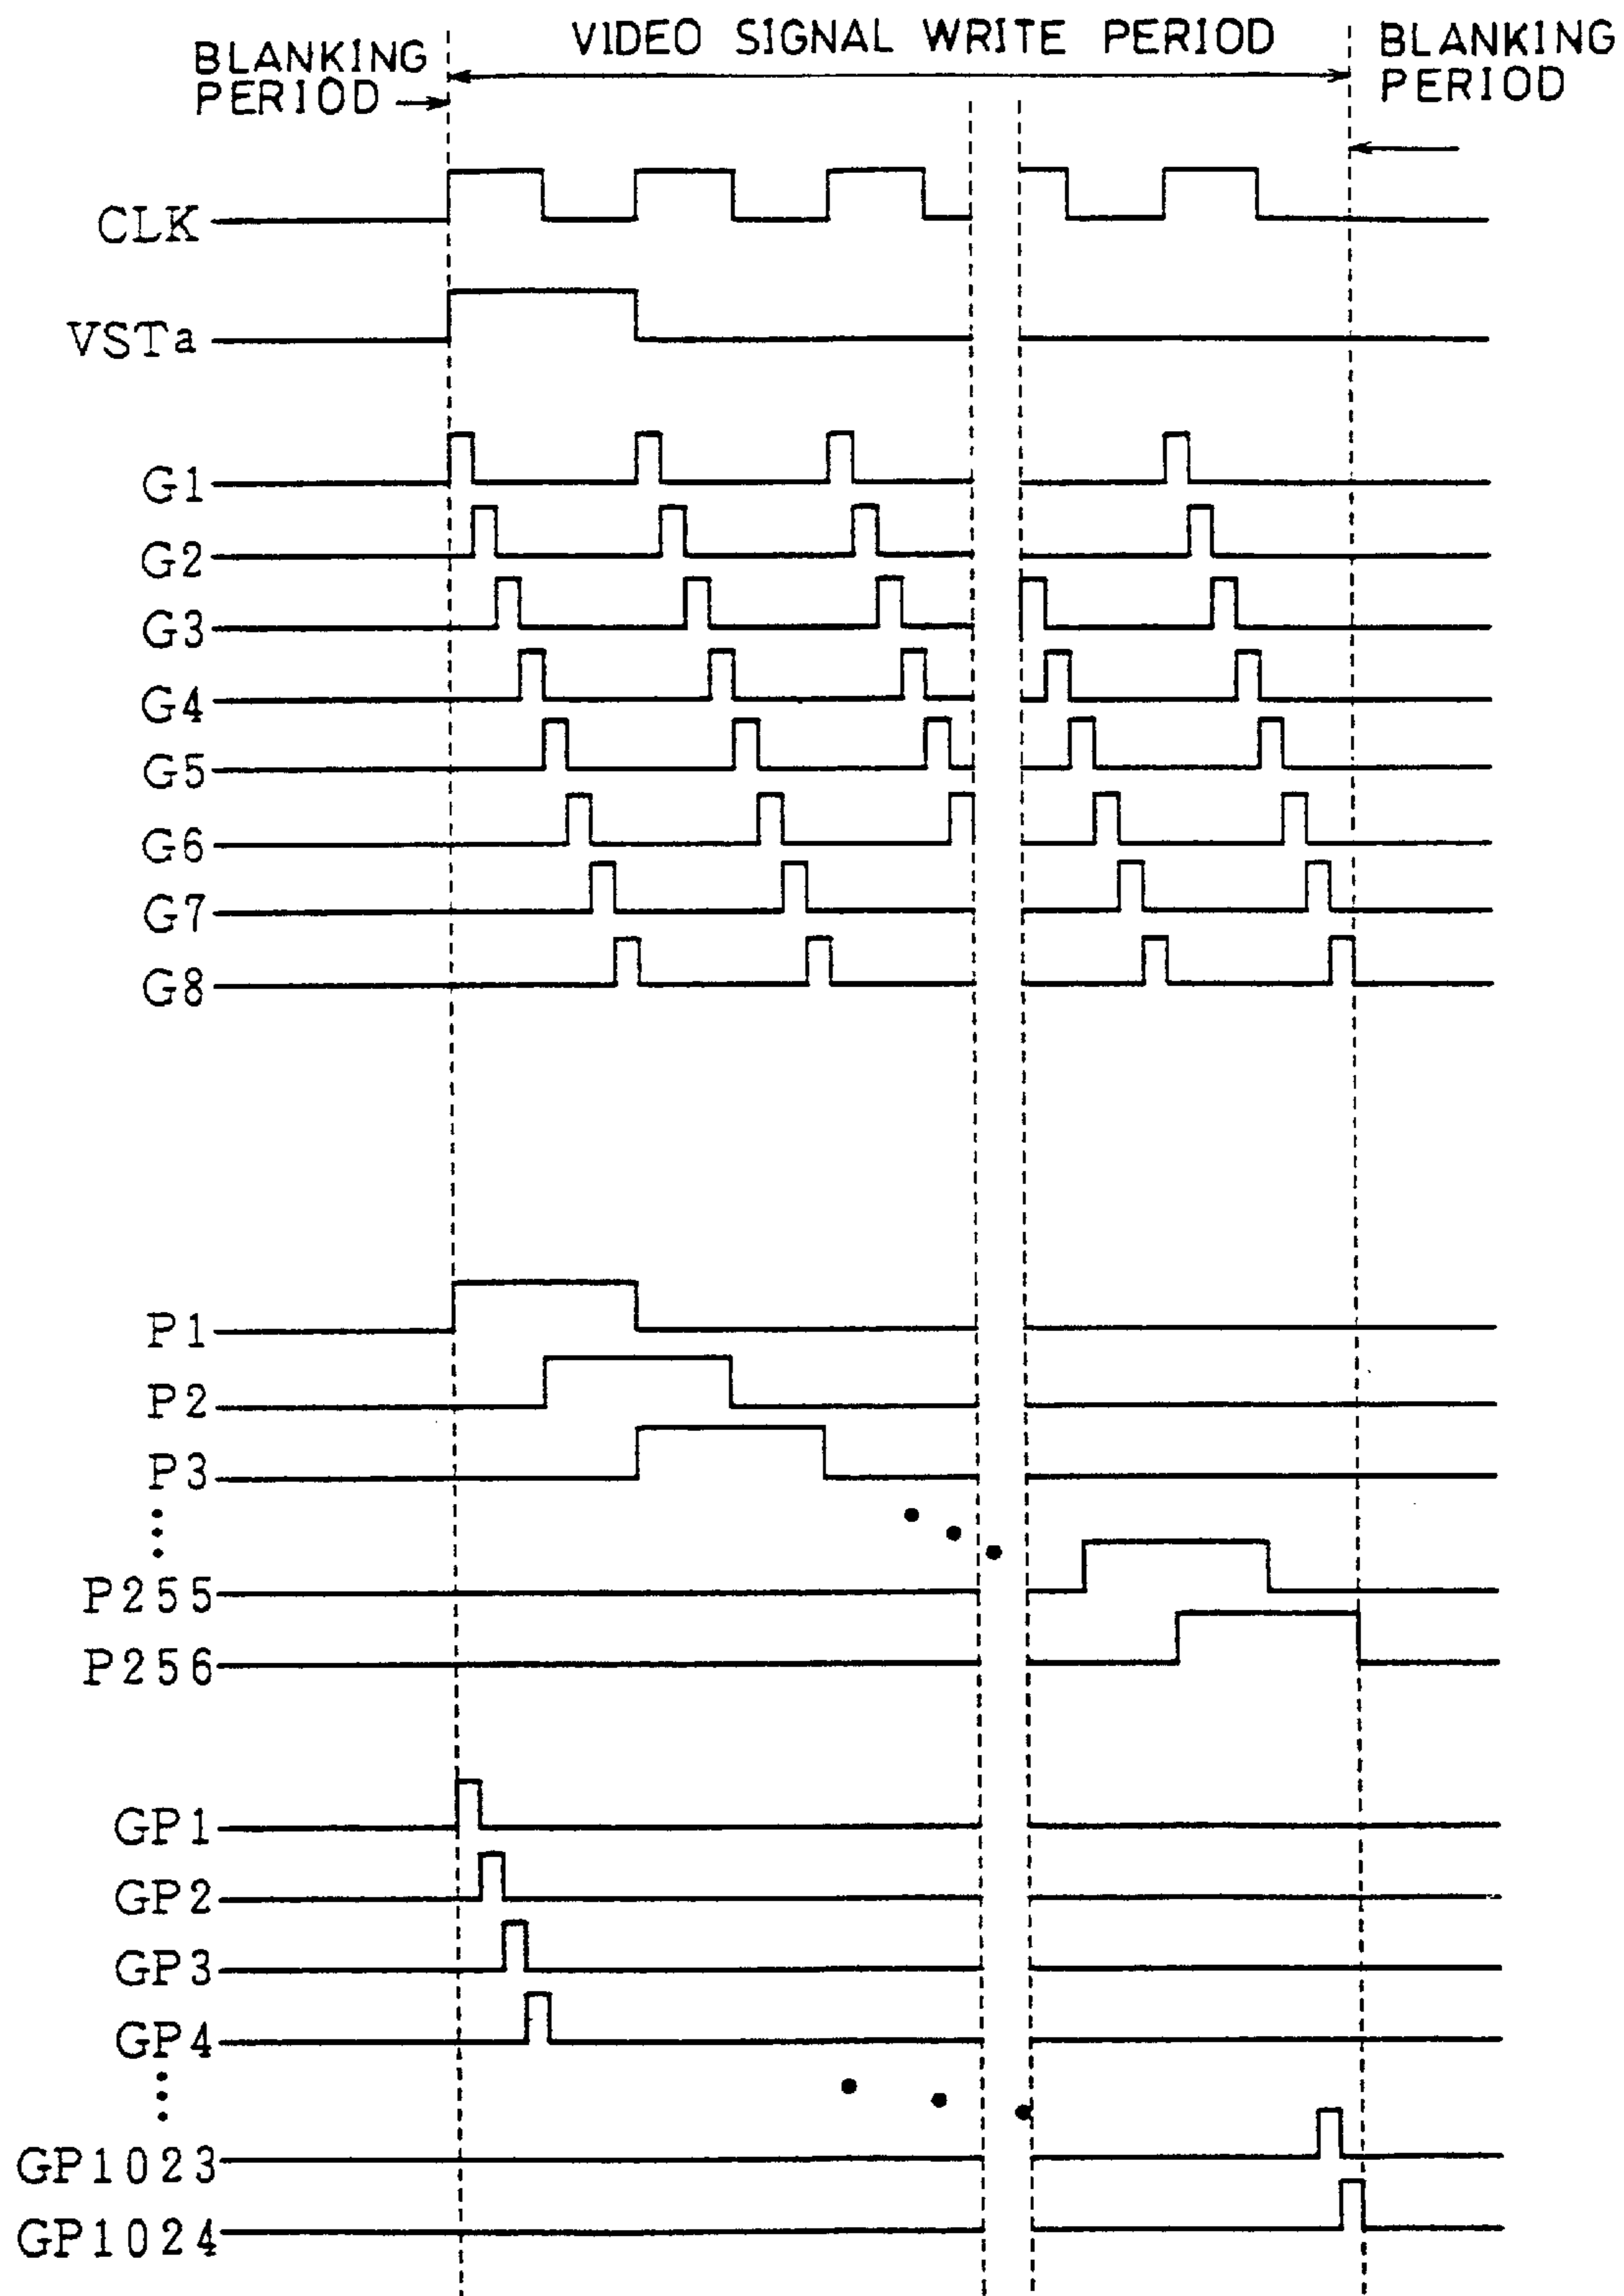 BLANKING
PERIOD
VIDEO SIGNAL WRITE PERIOD
BLANKING
PERIOD
CLK
VSTa
G1
G2
G3
G4
G5
G6
G7
G8
P1
P2
P3
P255
P256
GP1
GP2
GP3
GP4
GP1023
GP1024